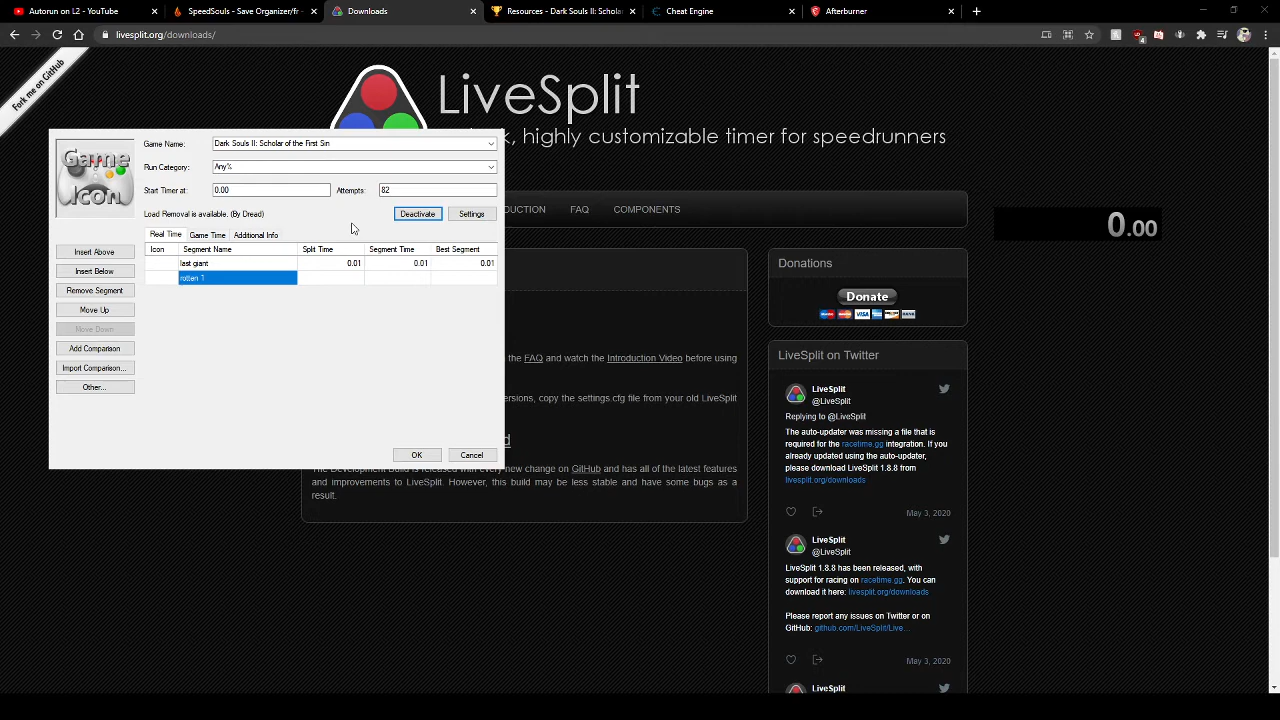 Autorun on L2 - YouTube
SpeedSouls - Save Organizer/fr -
Downloads
Resources - Dark Souls II: Schola
Cheat Engine
Afterburner
livesplit.org/downloads/
4
Fork me on GitHub
LiveSplit
k, highly customizable timer for speedrunners
Game Icon
Game Name:
Dark Souls II: Scholar of the First Sin
Run Category:
Any%
Start Timer at:
0.00
Attempts:
82
Load Removal is available. (By Dread)
Deactivate
Settings
Real Time
Game Time
Additional Info
Icon
Segment Name
Split Time
Segment Time
Best Segment
last giant
0.01
0.01
0.01
rotten 1
Insert Above
Insert Below
Remove Segment
Move Up
Move Down
Add Comparison
Import Comparison...
Other...
OK
Cancel
DUCTION
FAQ
COMPONENTS
0.00
the FAQ and watch the Introduction Video before using
ersions, copy the settings.cfg file from your old LiveSplit
d
The Development Build is released with every new change on GitHub and has all of the latest features
and improvements to LiveSplit. However, this build may be less stable and have some bugs as a
result.
Donations
Donate
LiveSplit on Twitter
LiveSplit
@LiveSplit
Replying to @LiveSplit
The auto-updater was missing a file that is
required for the racetime.gg integration. If you
already updated using the auto-updater,
please download LiveSplit 1.8.8 from
livesplit.org/downloads
May 3, 2020
LiveSplit
@LiveSplit
LiveSplit 1.8.8 has been released, with
support for racing on racetime.gg. You can
download it here: livesplit.org/downloads
Please report any issues on Twitter or on
GitHub: github.com/LiveSplit/Live...
May 3, 2020
LiveSplit
@LiveSplit